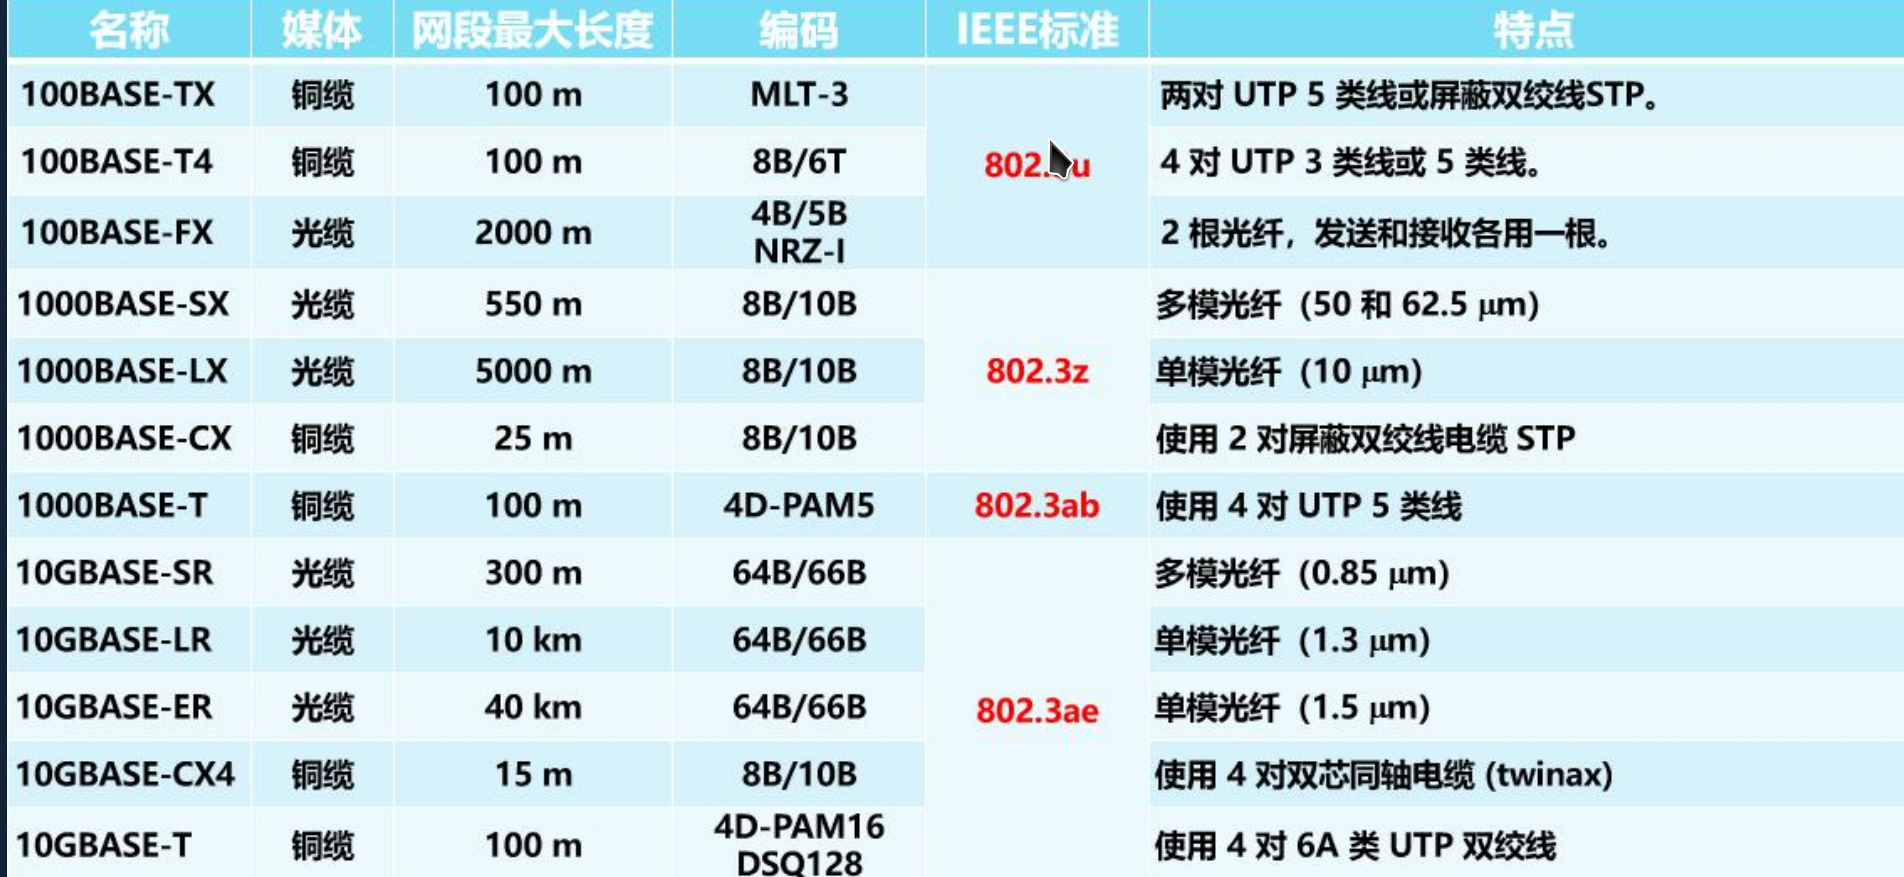 名称 媒体 网段最大长度 编码 IEEE标准 特点
100BASE-TX 铜缆 100 m MLT-3 两对 UTP 5 类线或屏蔽双绞线STP。
100BASE-T4 铜缆 100 m 8B/6T 4 对 UTP 3 类线或 5 类线。
100BASE-FX 光缆 2000 m 4B/5B NRZ-I 2 根光纤，发送和接收各用一根。
1000BASE-SX 光缆 550 m 8B/10B 多模光纤（50 和 62.5 μm)
1000BASE-LX 光缆 5000 m 8B/10B 802.3z 单模光纤（10 μm)
1000BASE-CX 铜缆 25 m 8B/10B 使用 2 对屏蔽双绞线电缆 STP
1000BASE-T 铜缆 100 m 4D-PAM5 802.3ab 使用 4 对 UTP 5 类线
10GBASE-SR 光缆 300 m 64B/66B 多模光纤（0.85 μm)
10GBASE-LR 光缆 10 km 64B/66B 单模光纤（1.3 μm)
10GBASE-ER 光缆 40 km 64B/66B 802.3ae 单模光纤（1.5 μm)
10GBASE-CX4 铜缆 15 m 8B/10B 使用 4 对双芯同轴电缆 (twinax)
10GBASE-T 铜缆 100 m 4D-PAM16 DSQ128 使用 4 对 6A 类 UTP 双绞线